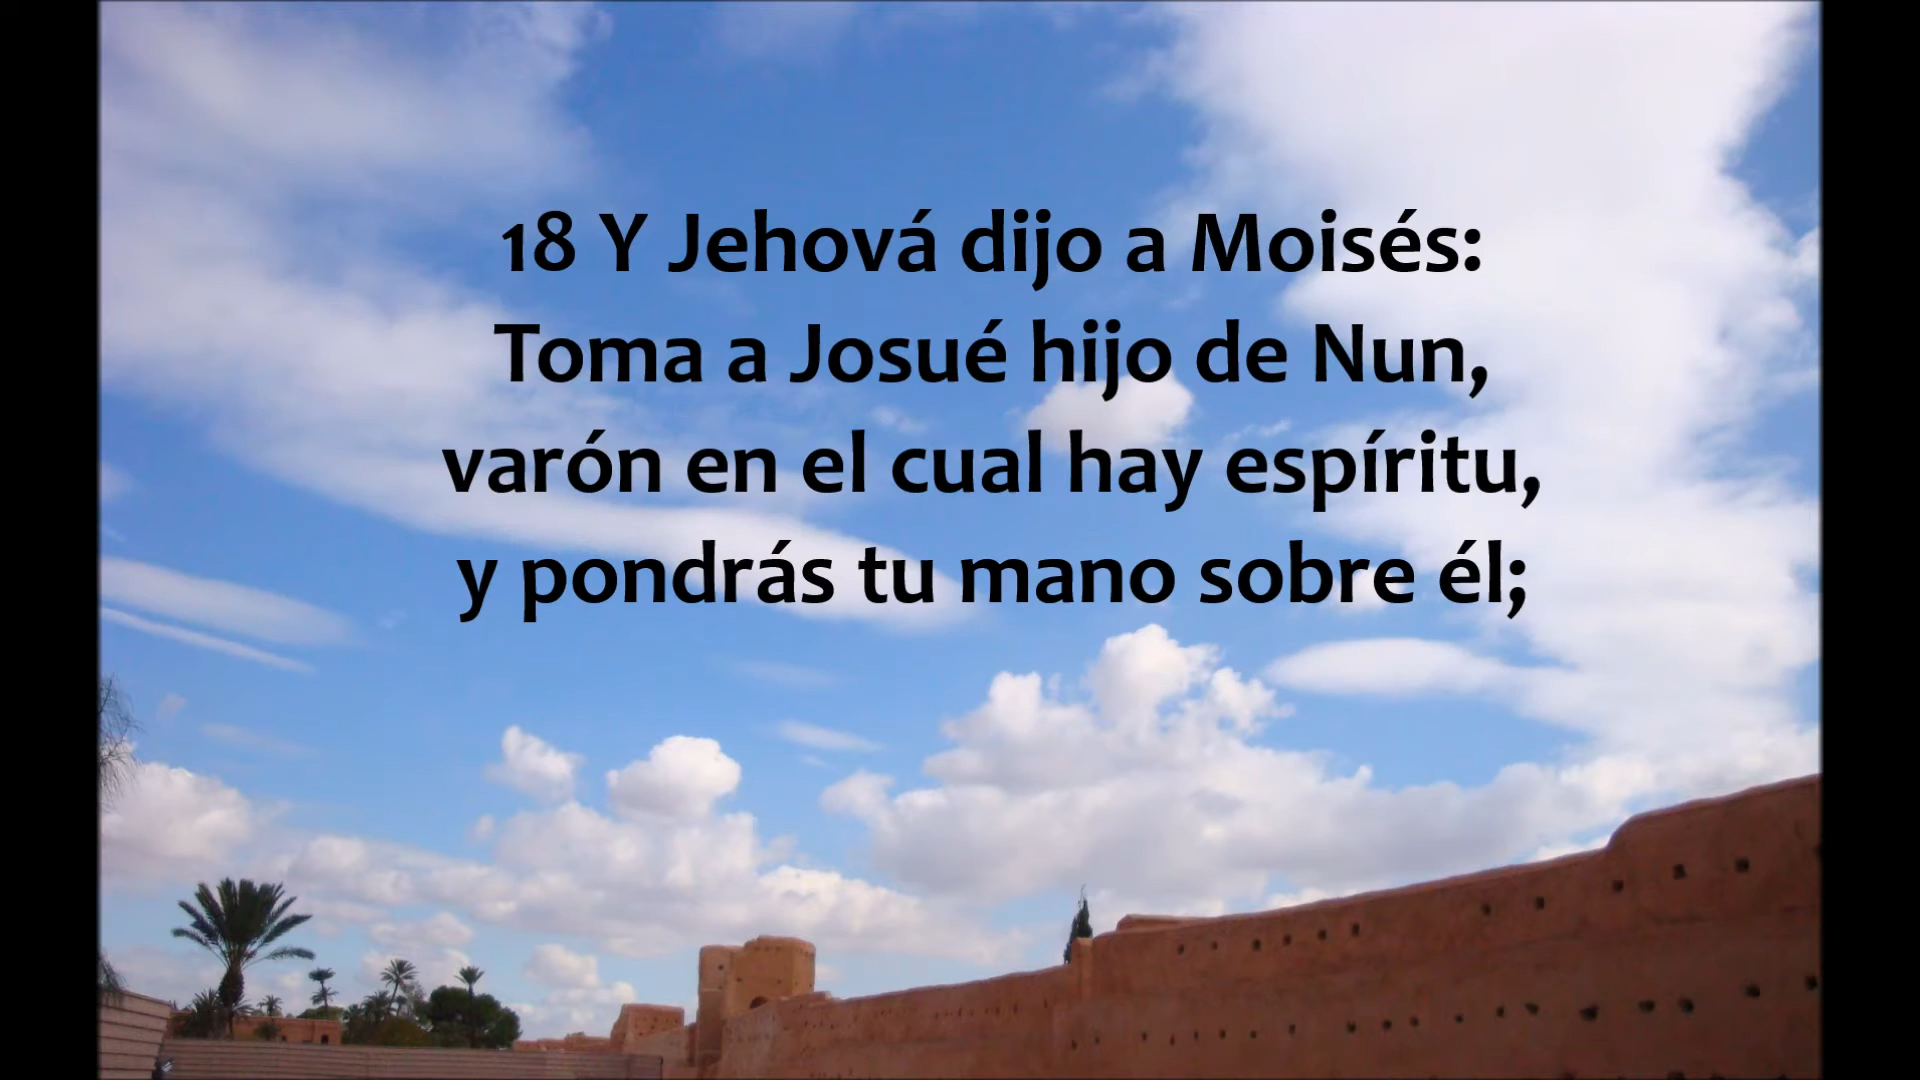 18 Y Jehová dijo a Moisés:
Toma a Josué hijo de Nun,
varón en el cual hay espíritu,
y pondrás tu mano sobre él;